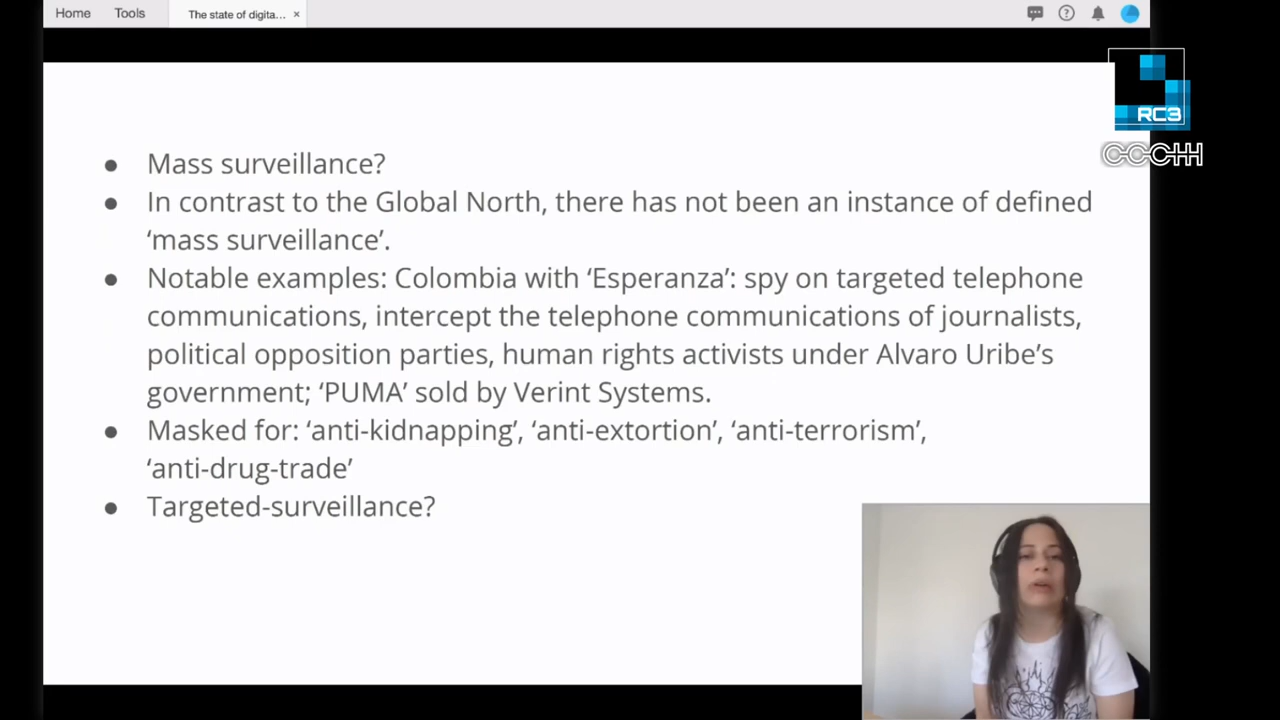 Home Tools The state of digita... ×
RC3
CCCHH
● Mass surveillance?
● In contrast to the Global North, there has not been an instance of defined
‘mass surveillance’.
● Notable examples: Colombia with ‘Esperanza’: spy on targeted telephone
communications, intercept the telephone communications of journalists,
political opposition parties, human rights activists under Alvaro Uribe’s
government; ‘PUMA’ sold by Verint Systems.
● Masked for: ‘anti-kidnapping’, ‘anti-extortion’, ‘anti-terrorism’,
‘anti-drug-trade’
● Targeted-surveillance?